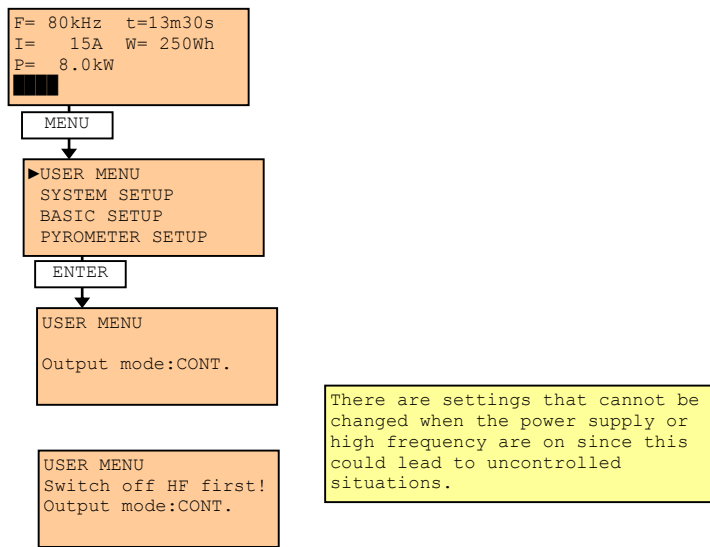 F= 80kHz t=13m30s
I= 15A W= 250Wh
P= 8.0kW
MENU
►USER MENU
SYSTEM SETUP
BASIC SETUP
PYROMETER SETUP
ENTER
USER MENU
Output mode:CONT.
USER MENU
Switch off HF first!
Output mode:CONT.
There are settings that cannot be
changed when the power supply or
high frequency are on since this
could lead to uncontrolled
situations.